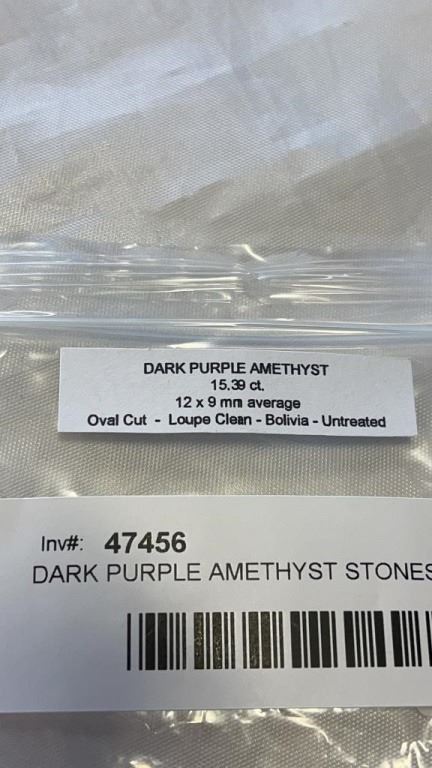 DARK PURPLE AMETHYST
15.39 ct.
12 x 9 mm average
Oval Cut - Loupe Clean - Bolivia - Untreated
Inv#: 47456
DARK PURPLE AMETHYST STONES